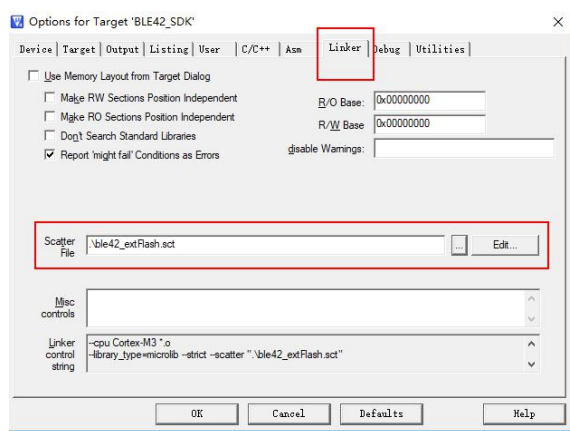 Options for Target 'BLE42_SDK'
Device Target Output Listing User C/C++ Asm Linker Debug Utilities
Use Memory Layout from Target Dialog
Make RW Sections Position Independent
R/O Base: 0x00000000
Make RO Sections Position Independent
R/W Base 0x00000000
Don't Search Standard Libraries
disable Warnings:
Report 'might fail' Conditions as Errors
Scatter File .\ble42_extFlash.sct ... Edit...
Misc controls
Linker control string
--cpu Cortex-M3 *.o
--library_type=microlib --strict --scatter ".\ble42_extFlash.sct"
OK Cancel Defaults Help